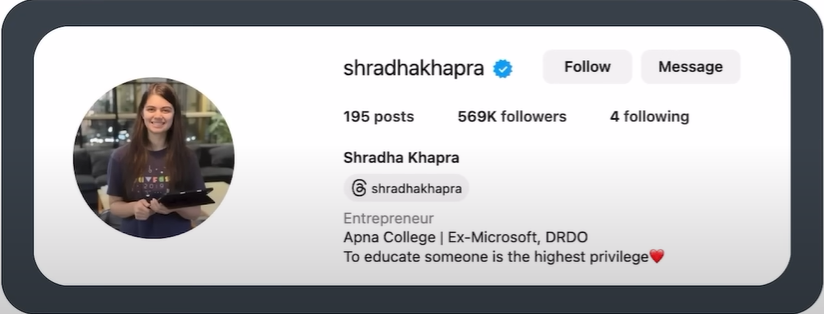 shradhakhapra
Follow
Message
195 posts 569K followers 4 following
Shradha Khapra
shradhakhapra
Entrepreneur
Apna College | Ex-Microsoft, DRDO
To educate someone is the highest privilege❤️